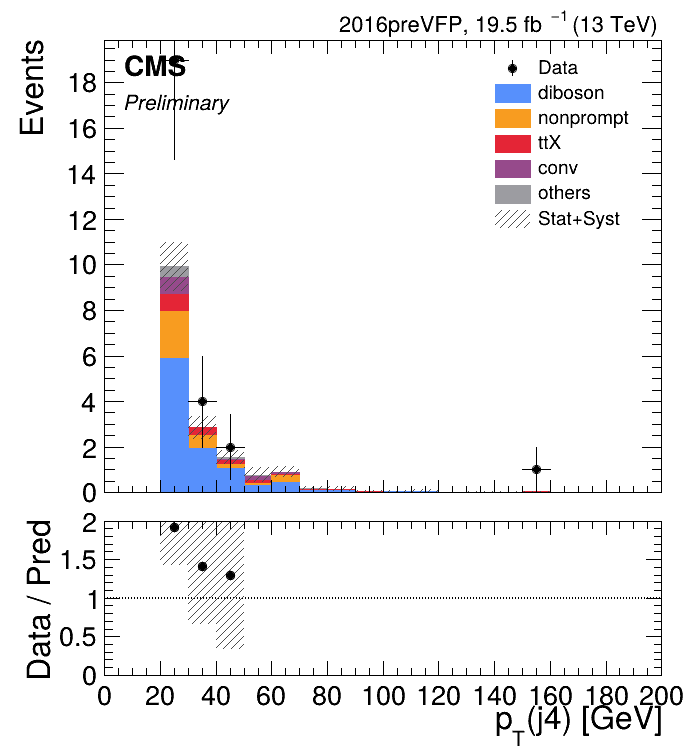 2016preVFP, 19.5 fb⁻¹ (13 TeV)
Events
CMS
Preliminary
Data
diboson
nonprompt
ttX
conv
others
Stat+Syst
18
16
14
12
10
8
6
4
2
0
Data / Pred
2
1.5
1
0.5
0
0 20 40 60 80 100 120 140 160 180 200
p_T(j4) [GeV]